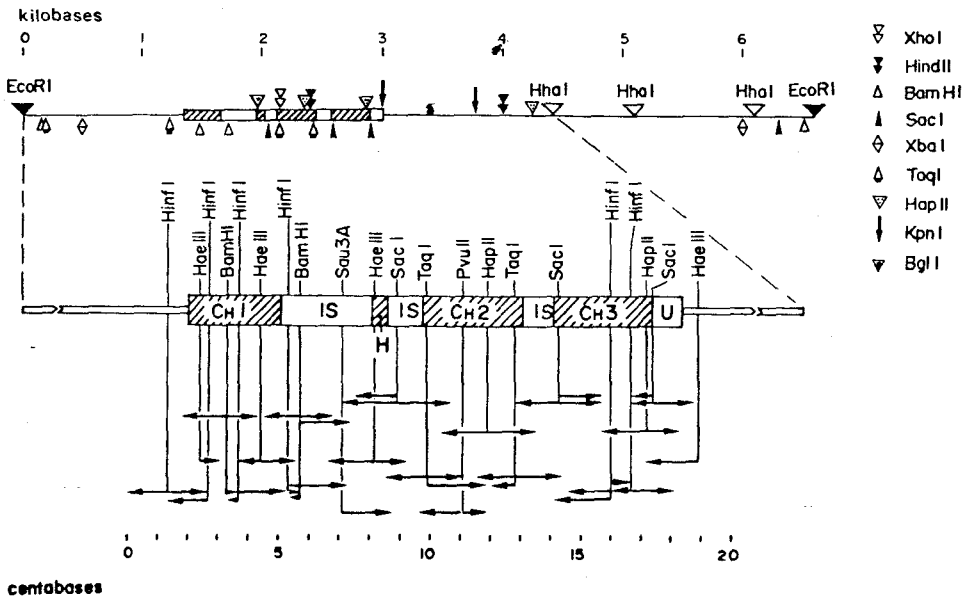 kilobases
0 1 2 3 4 5 6
EcoRI HhaI HhaI HhaI EcoRI
XhoI
HindII
BamHI
SacI
XbaI
TaqI
HapII
KpnI
BglI
HinfI HaeIII HinfI BamHI HinfI HaeIII HinfI BamHI Sau3A HaeIII SacI TaqI PvuII HapII TaqI SacI HinfI HinfI HapII SacI HaeIII
CH1 IS IS CH2 IS CH3 U
H
0 5 10 15 20
centabases